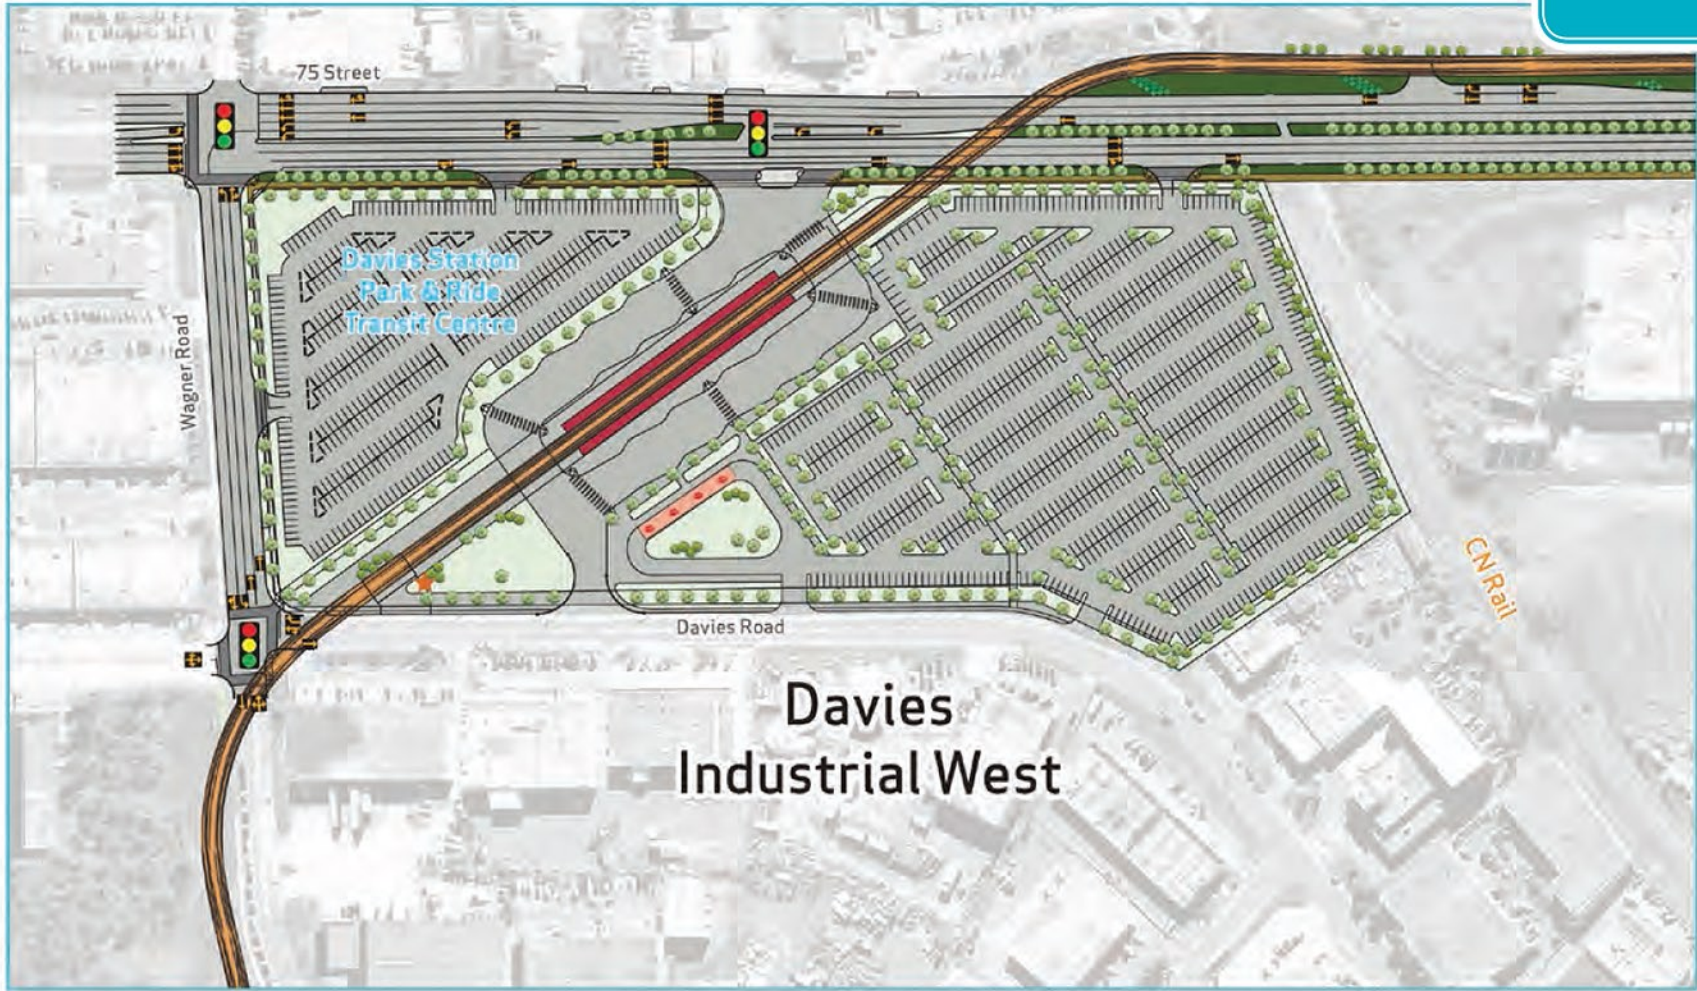 75 Street
Davies Station
Park & Ride
Transit Centre
Wagner Road
CN Rail
Davies Road
Davies
Industrial West